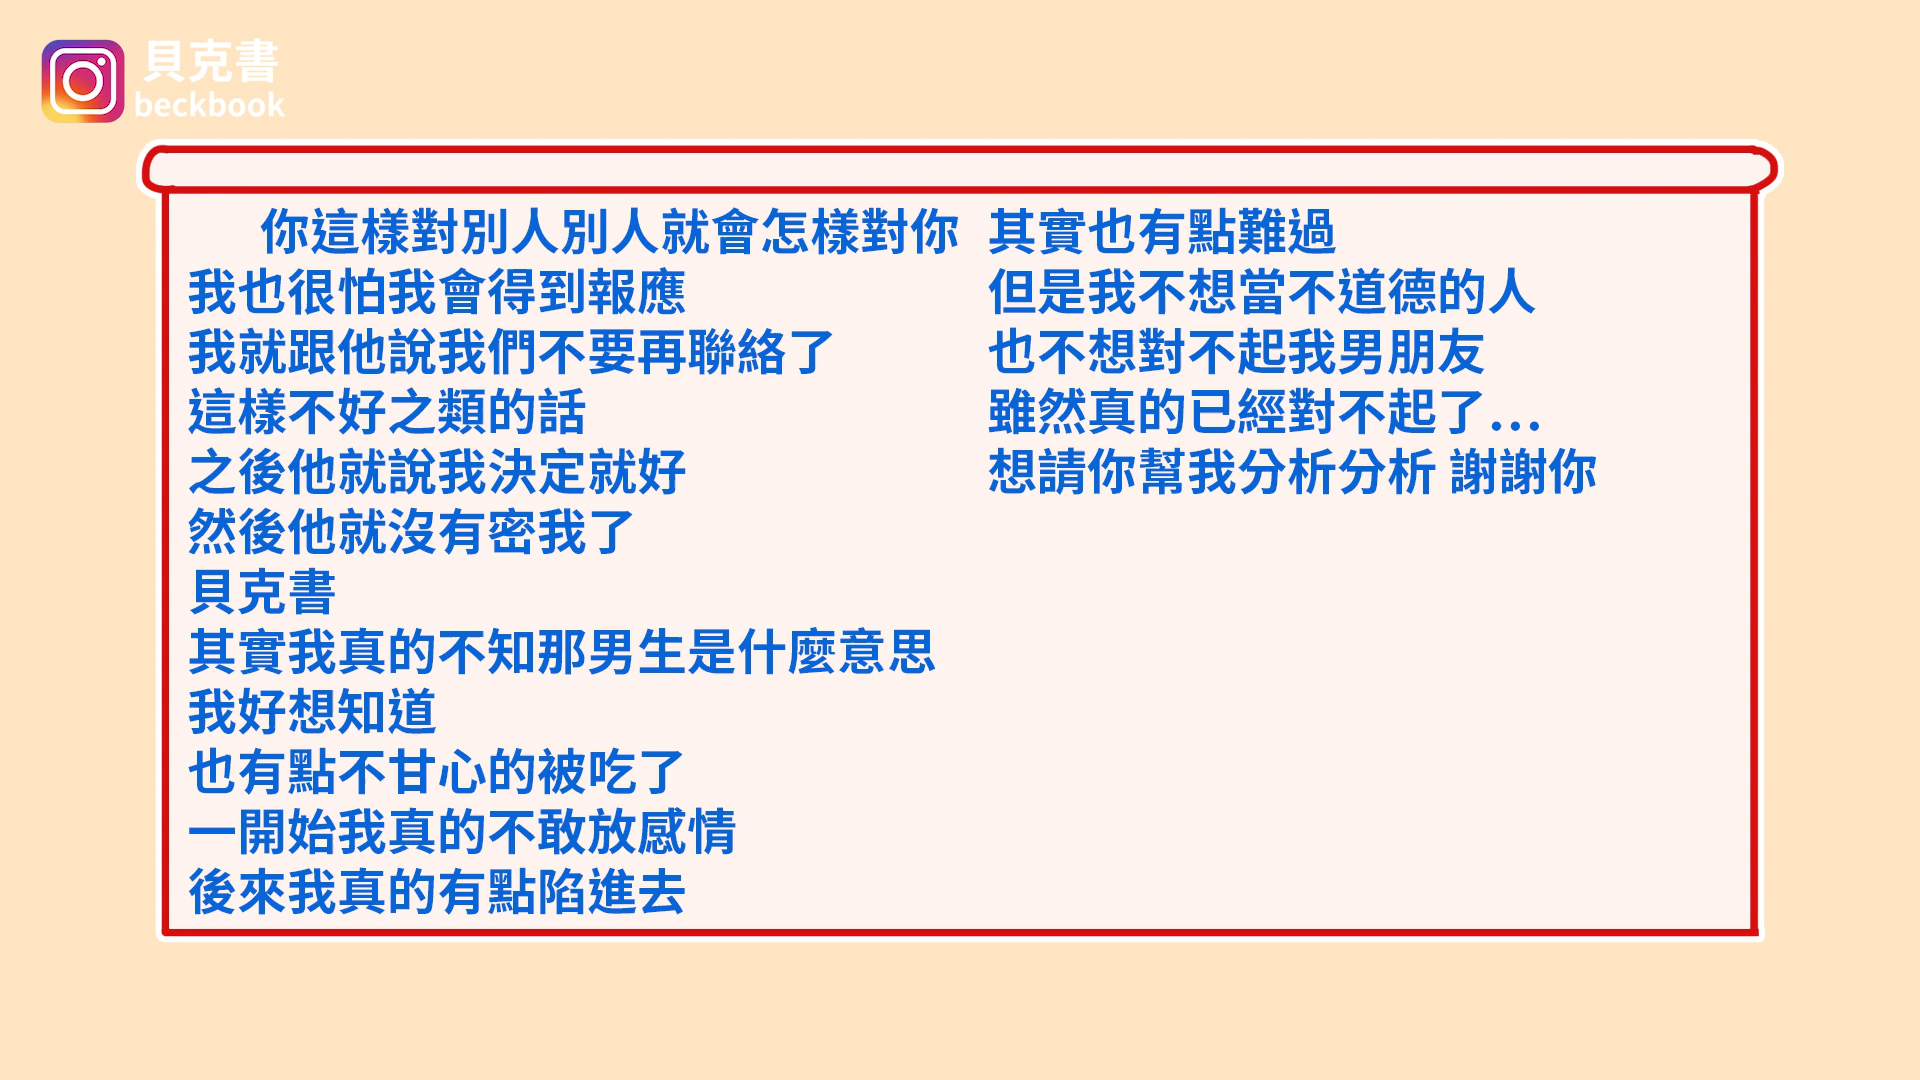 貝克書
beckbook
你這樣對別人別人就會怎樣對你
我也很怕我會得到報應
我就跟他說我們不要再聯絡了
這樣不好之類的話
之後他就說我決定就好
然後他就沒有密我了
貝克書
其實我真的不知那男生是什麼意思
我好想知道
也有點不甘心的被吃了
一開始我真的不敢放感情
後來我真的有點陷進去
其實也有點難過
但是我不想當不道德的人
也不想對不起我男朋友
雖然真的已經對不起了...
想請你幫我分析分析 謝謝你